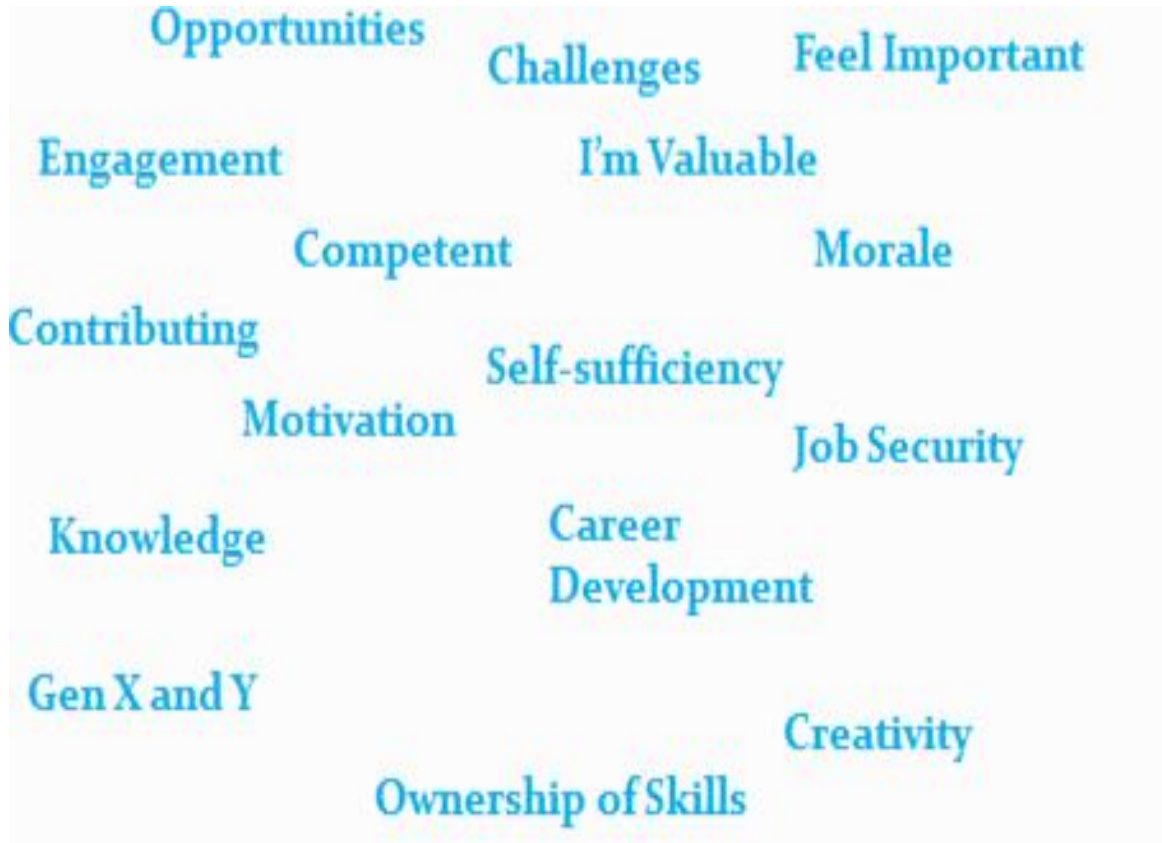 Opportunities
Challenges
Feel Important
Engagement
I'm Valuable
Competent
Morale
Contributing
Self-sufficiency
Motivation
Job Security
Knowledge
Career
Development
Gen X and Y
Creativity
Ownership of Skills